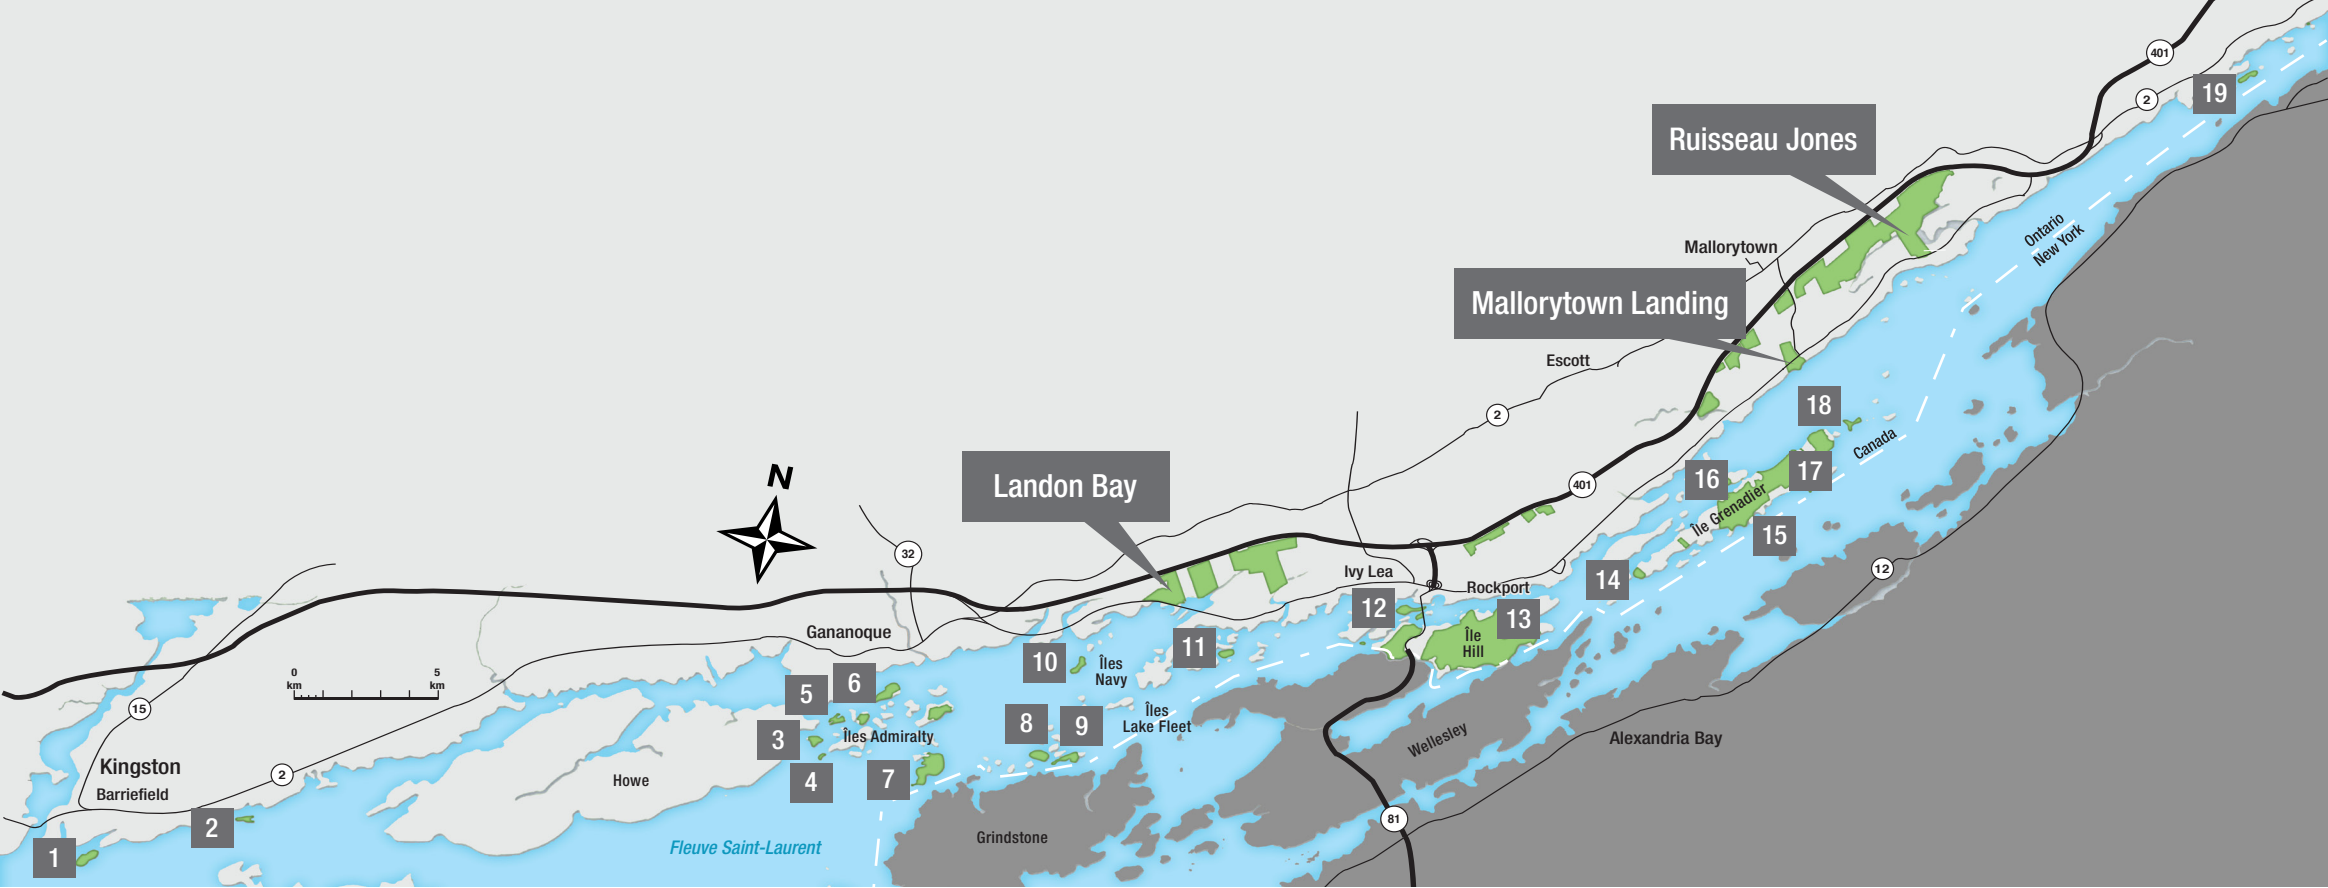 401
2
19
Ruisseau Jones
Ontario
New York
Mallorytown
Mallorytown Landing
Escott
18
2
Canada
N
Landon Bay
401
16
17
Île Grenadier
15
32
Ivy Lea
Rockport
14
12
12
13
Île
Hill
Gananoque
11
10
Îles
Navy
0
km
5
km
5
6
15
8
9
Îles
Lake Fleet
3
Îles Admiralty
Wellesley
Alexandria Bay
Kingston
Barriefield
2
Howe
4
7
81
2
Grindstone
1
Fleuve Saint-Laurent